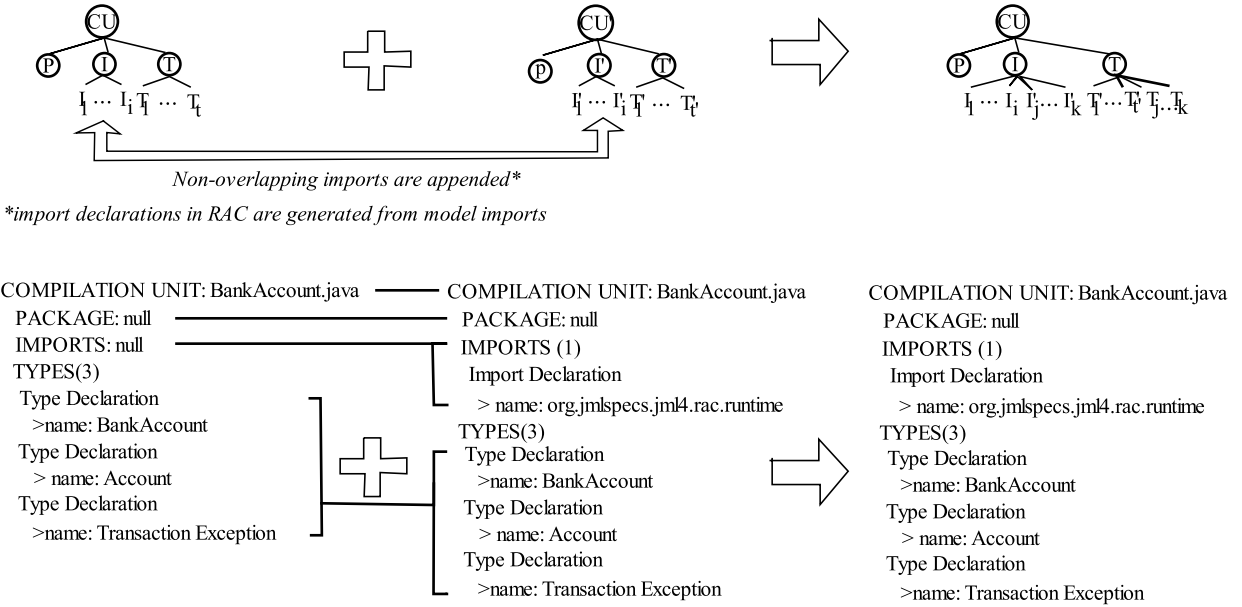 CU
P I T
I1 ... Ii T1 ... Tt
CU'
p I' T'
I'1 ... I'i T'1 ... Tt'
CU
P I T
I1 ... Ii I'j ... I'k T1' ... Tt' Tj ... Tk
Non-overlapping imports are appended*
*import declarations in RAC are generated from model imports
COMPILATION UNIT: BankAccount.java
PACKAGE: null
IMPORTS: null
TYPES(3)
Type Declaration
>name: BankAccount
Type Declaration
> name: Account
Type Declaration
>name: Transaction Exception
COMPILATION UNIT: BankAccount.java
PACKAGE: null
IMPORTS (1)
Import Declaration
> name: org.jmlspecs.jml4.rac.runtime
TYPES(3)
Type Declaration
>name: BankAccount
Type Declaration
> name: Account
Type Declaration
>name: Transaction Exception
COMPILATION UNIT: BankAccount.java
PACKAGE: null
IMPORTS (1)
Import Declaration
> name: org.jmlspecs.jml4.rac.runtime
TYPES(3)
Type Declaration
>name: BankAccount
Type Declaration
> name: Account
Type Declaration
>name: Transaction Exception